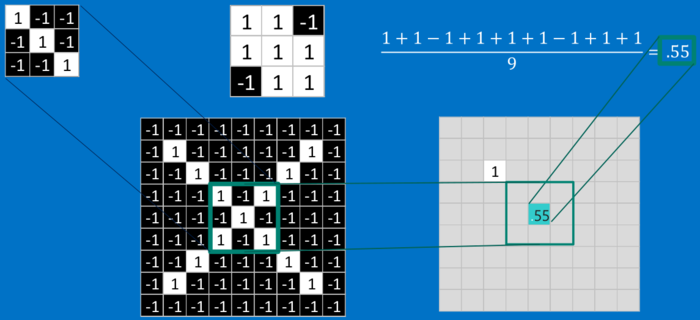 1 -1 -1
-1 1 -1
-1 -1 1
1 1 -1
1 1 1
-1 1 1
1 + 1 − 1 + 1 + 1 + 1 − 1 + 1 + 1
9
= .55
-1 -1 -1 -1 -1 -1 -1 -1 -1
-1 1 -1 -1 -1 -1 -1 1 -1
-1 -1 1 -1 -1 -1 1 -1 -1
-1 -1 -1 1 -1 1 -1 -1 -1
-1 -1 -1 -1 1 -1 -1 -1 -1
-1 -1 -1 1 -1 1 -1 -1 -1
-1 -1 1 -1 -1 -1 1 -1 -1
-1 1 -1 -1 -1 -1 -1 1 -1
-1 -1 -1 -1 -1 -1 -1 -1 -1
1
55